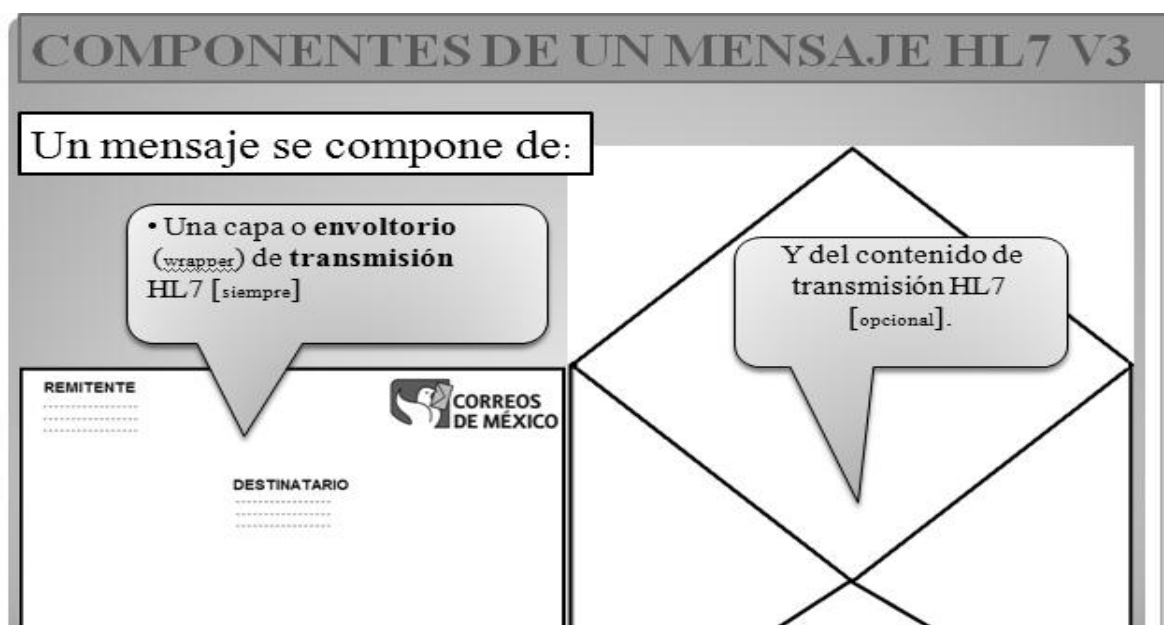 COMPONENTES DE UN MENSAJE HL7 V3
Un mensaje se compone de:
• Una capa o envoltorio
(wrapper) de transmisión
HL7 [siempre]
Y del contenido de
transmisión HL7
[opcional].
REMITENTE
CORREOS
DE MÉXICO
DESTINATARIO